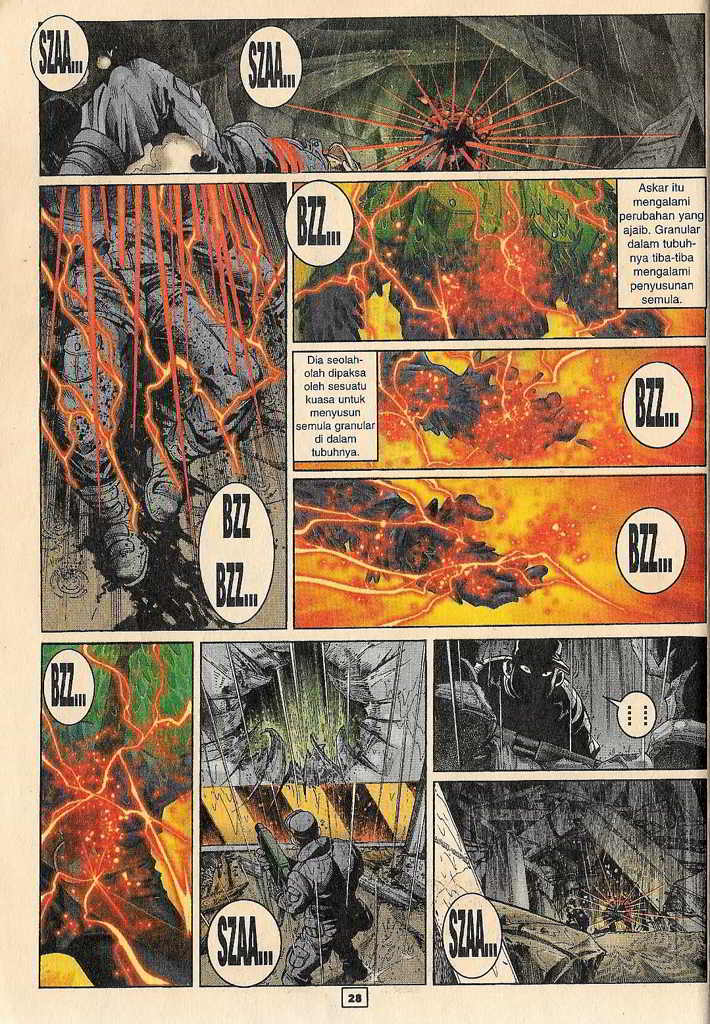 SZAA...
SZAA...
BZZ...
Askar itu
mengalami
perubahan yang
ajaib. Granular
dalam tubuh-
nya tiba-tiba
mengalami
penyusunan
semula.
Dia seolah-
olah dipaksa
oleh sesuatu
kuasa untuk
menyusun
semula granular
di dalam
tubuhnya.
BZZ...
BZZ
BZZ...
BZZ...
BZZ...
SZAA...
SZAA...
28